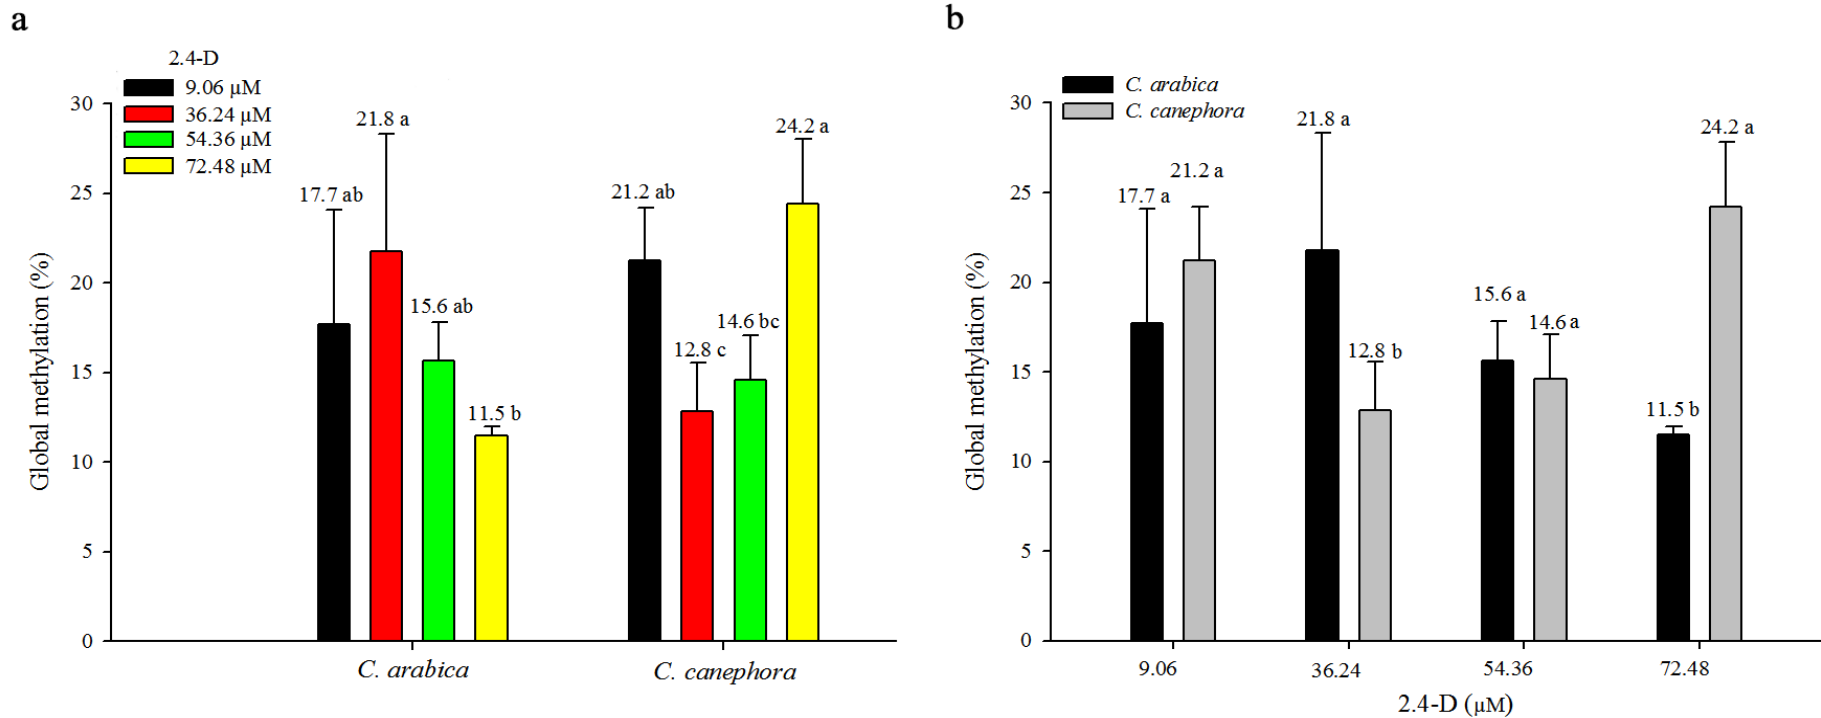 a
2.4-D
9.06 µM
36.24 µM
54.36 µM
72.48 µM
Global methylation (%)
30
25
20
15
10
5
0
17.7 ab
21.8 a
15.6 ab
11.5 b
21.2 ab
12.8 c
14.6 bc
24.2 a
C. arabica
C. canephora
b
C. arabica
C. canephora
Global methylation (%)
30
25
20
15
10
5
0
17.7 a
21.2 a
21.8 a
12.8 b
15.6 a
14.6 a
11.5 b
24.2 a
9.06
36.24
54.36
72.48
2.4-D (µM)